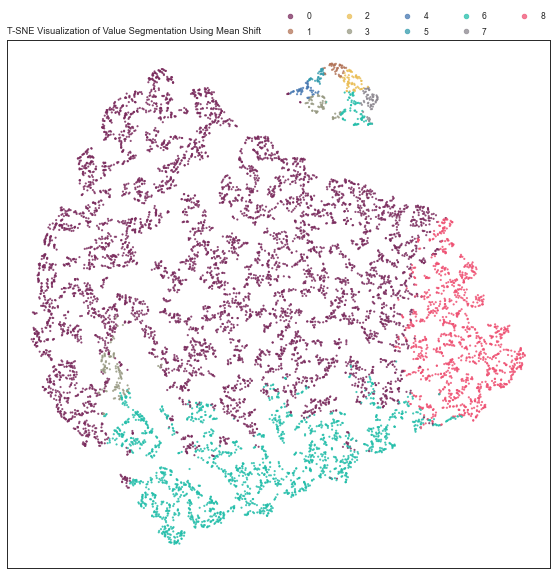 0 2 4 6 8
T-SNE Visualization of Value Segmentation Using Mean Shift 1 3 5 7